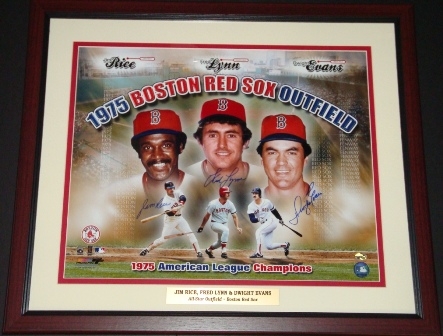 Rice
Lynn
Evans
1975 BOSTON RED SOX OUTFIELD
B
B
B
1975 American League Champions
JIM RICE, FRED LYNN & DWIGHT EVANS
All-Star Outfield - Boston Red Sox